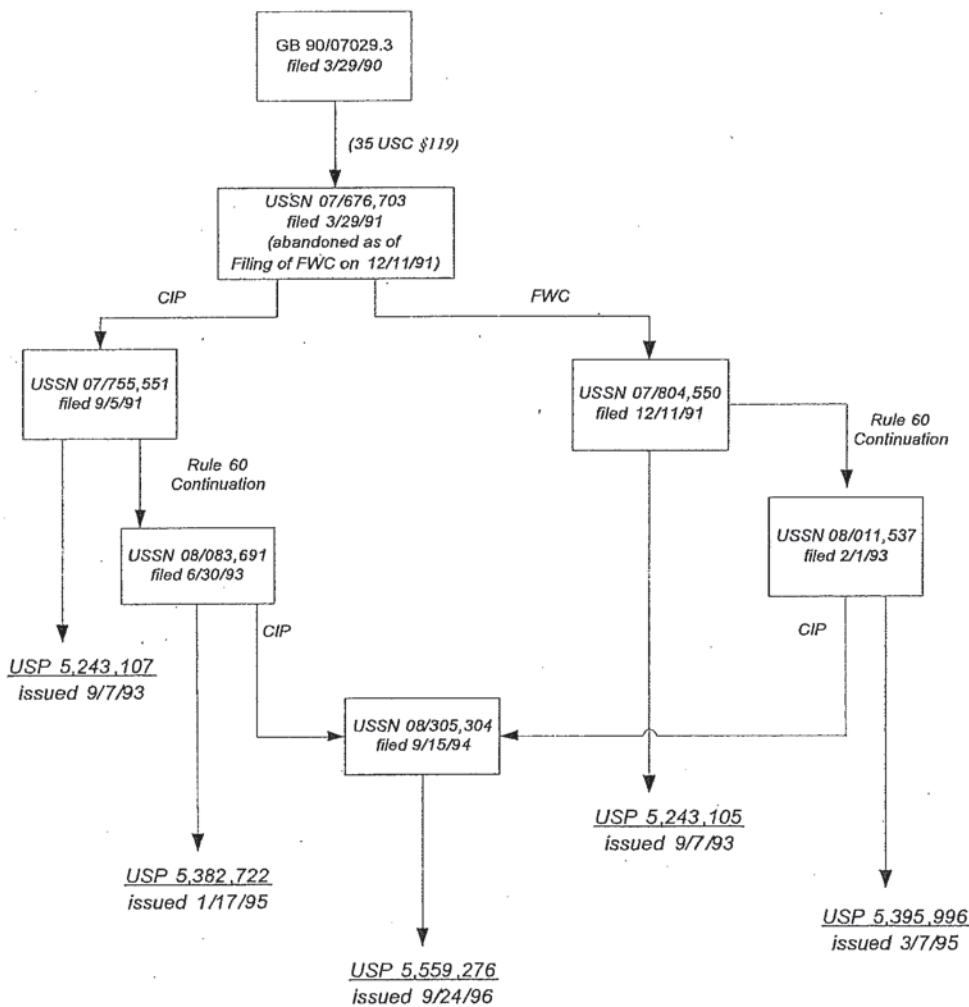 GB 90/07029.3
filed 3/29/90
(35 USC §119)
USSN 07/676,703
filed 3/29/91
(abandoned as of
Filing of FWC on 12/11/91)
CIP
FWC
USSN 07/755,551
filed 9/5/91
USSN 07/804,550
filed 12/11/91
Rule 60
Continuation
Rule 60
Continuation
USSN 08/083,691
filed 6/30/93
USSN 08/011,537
filed 2/1/93
CIP
CIP
USP 5,243,107
issued 9/7/93
USSN 08/305,304
filed 9/15/94
USP 5,243,105
issued 9/7/93
USP 5,382,722
issued 1/17/95
USP 5,395,996
issued 3/7/95
USP 5,559,276
issued 9/24/96